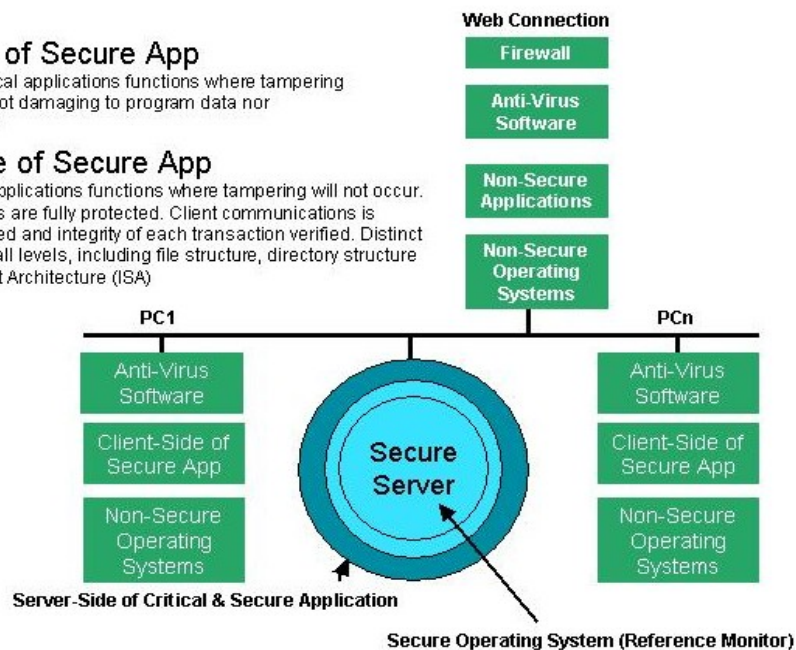 of Secure App
cal applications functions where tampering
ot damaging to program data nor
e of Secure App
pplications functions where tampering will not occur.
s are fully protected. Client communications is
ed and integrity of each transaction verified. Distinct
all levels, including file structure, directory structure
t Architecture (ISA)
Web Connection
Firewall
Anti-Virus
Software
Non-Secure
Applications
Non-Secure
Operating
Systems
PC1
Anti-Virus
Software
Client-Side of
Secure App
Non-Secure
Operating
Systems
Secure
Server
PCn
Anti-Virus
Software
Client-Side of
Secure App
Non-Secure
Operating
Systems
Server-Side of Critical & Secure Application
Secure Operating System (Reference Monitor)